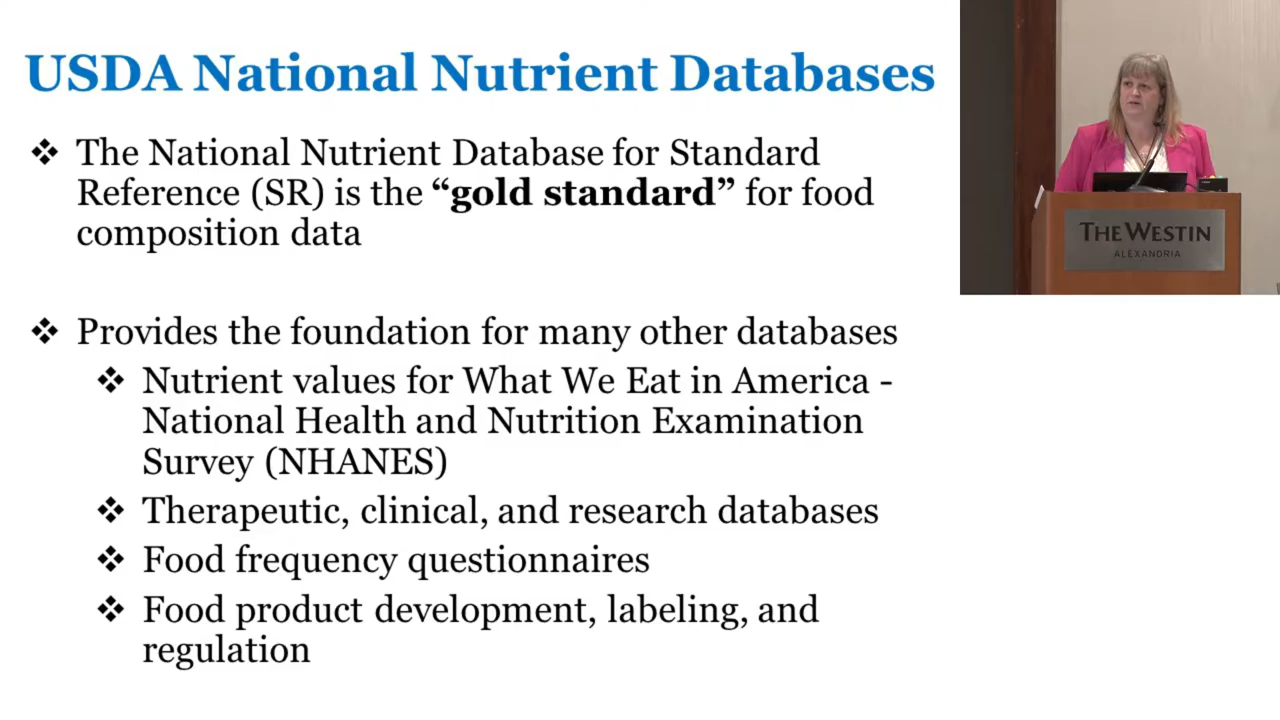 USDA National Nutrient Databases
❖ The National Nutrient Database for Standard
Reference (SR) is the “gold standard” for food
composition data
❖ Provides the foundation for many other databases
❖ Nutrient values for What We Eat in America -
National Health and Nutrition Examination
Survey (NHANES)
❖ Therapeutic, clinical, and research databases
❖ Food frequency questionnaires
❖ Food product development, labeling, and
regulation
THE WESTIN
ALEXANDRIA